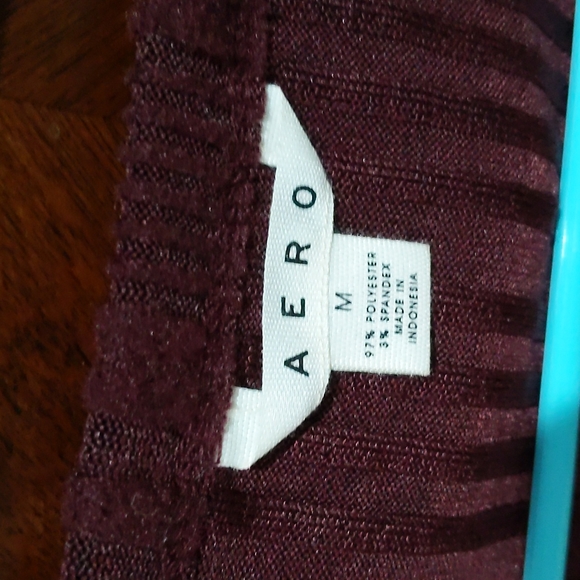 AERO
M
97% POLYESTER
3% SPANDEX
MADE IN
INDONESIA